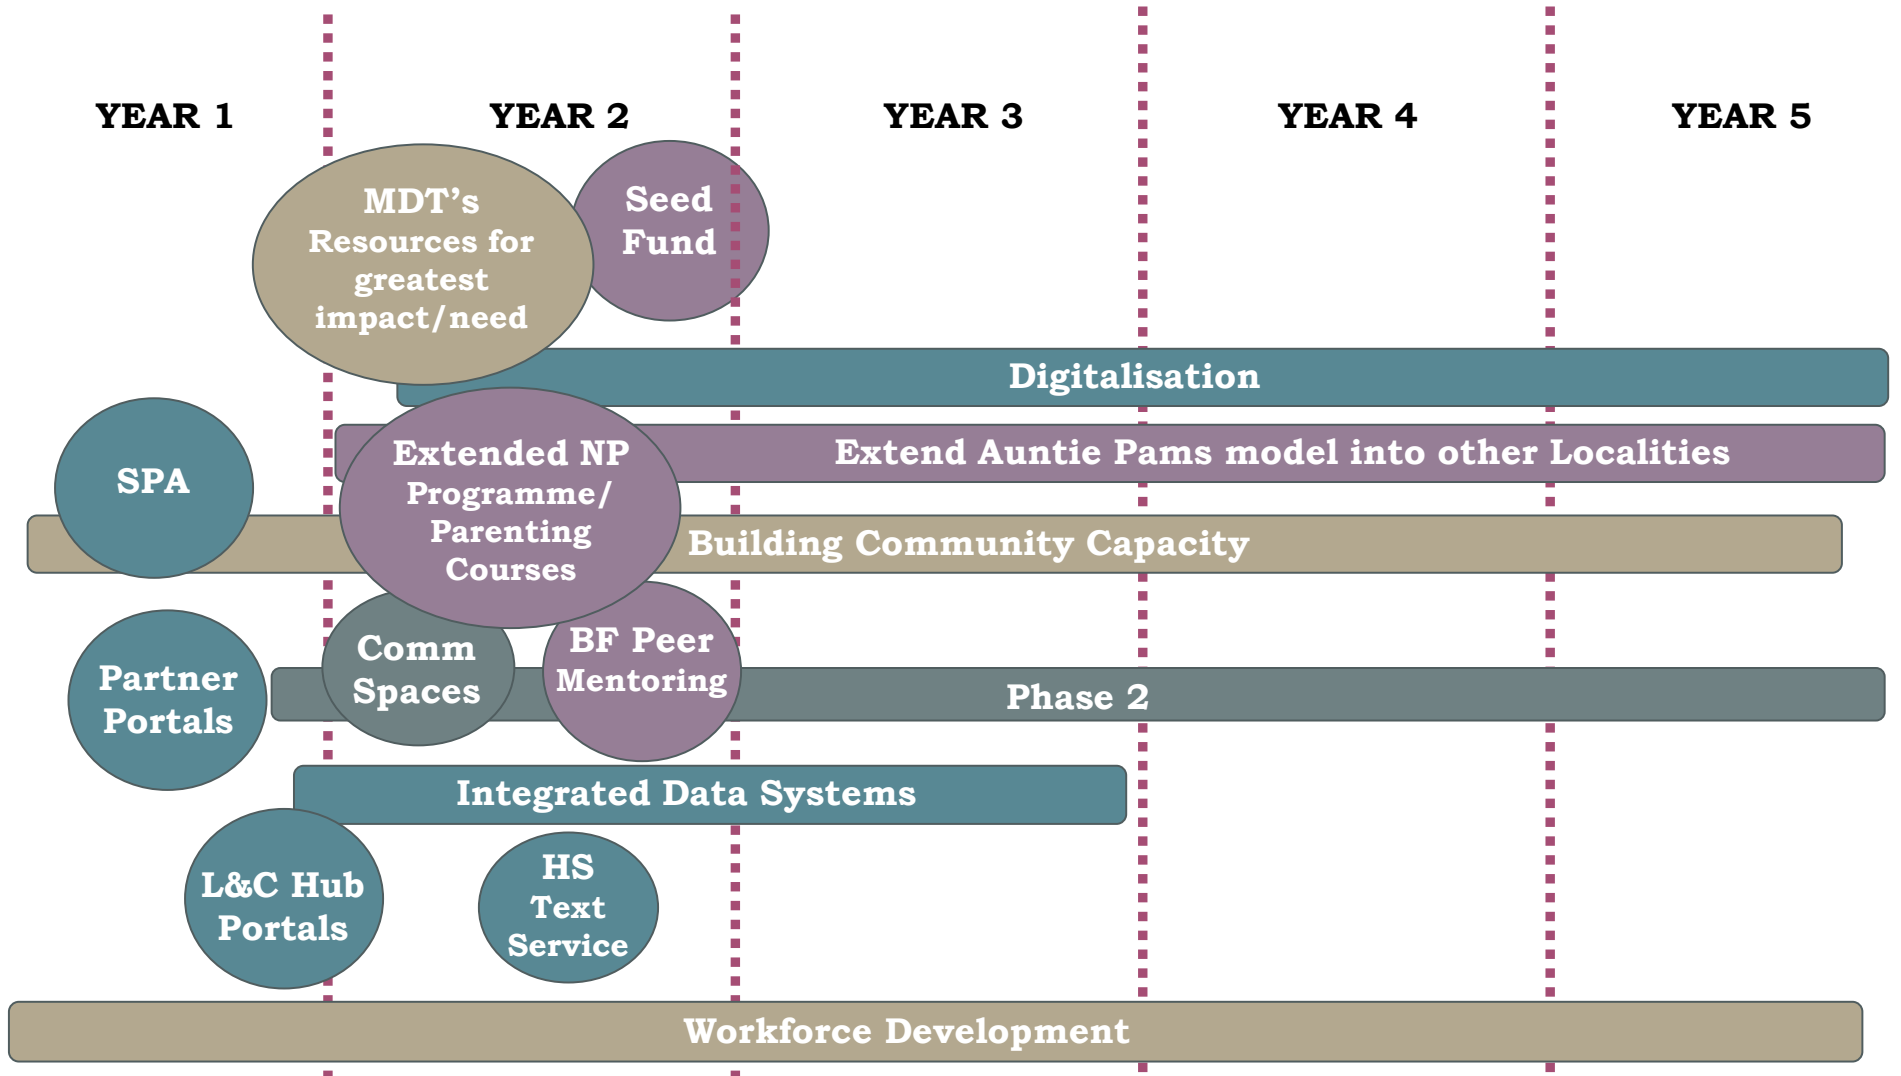 YEAR 1
YEAR 2
YEAR 3
YEAR 4
YEAR 5
MDT’s
Resources for
greatest
impact/need
Seed
Fund
Digitalisation
Extend Auntie Pams model into other Localities
SPA
Extended NP
Programme/
Parenting
Courses
Building Community Capacity
Partner
Portals
Comm
Spaces
BF Peer
Mentoring
Phase 2
Integrated Data Systems
L&C Hub
Portals
HS
Text
Service
Workforce Development